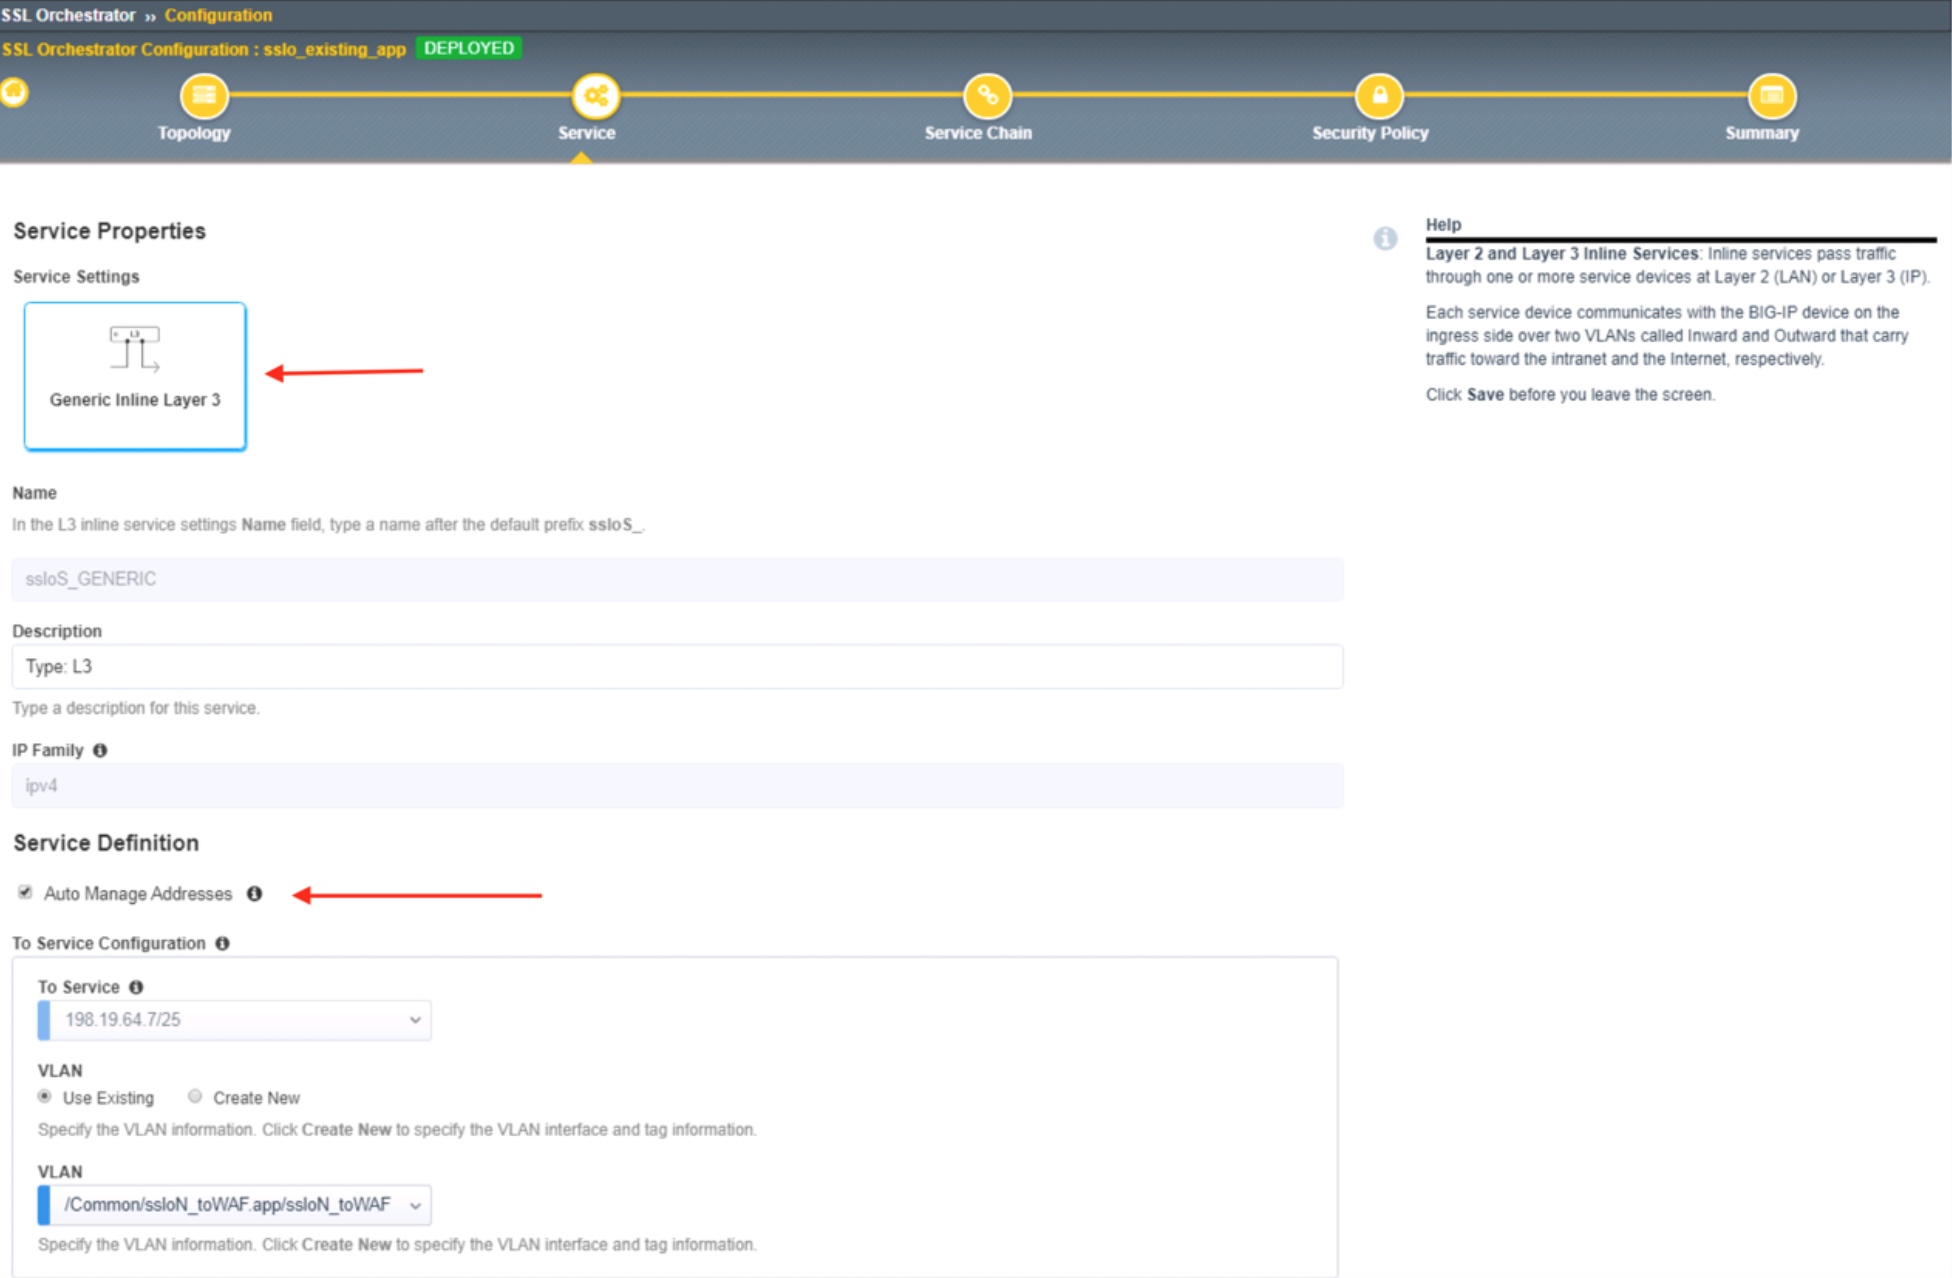 SSL Orchestrator » Configuration
SSL Orchestrator Configuration : sslo_existing_app DEPLOYED
Topology
Service
Service Chain
Security Policy
Summary
Service Properties
Service Settings
L3
Generic Inline Layer 3
Name
In the L3 inline service settings Name field, type a name after the default prefix ssloS_.
ssloS_GENERIC
Description
Type: L3
Type a description for this service.
IP Family
ipv4
Service Definition
Auto Manage Addresses
To Service Configuration
To Service
198.19.64.7/25
VLAN
Use Existing Create New
Specify the VLAN information. Click Create New to specify the VLAN interface and tag information.
VLAN
/Common/ssloN_toWAF.app/ssloN_toWAF
Specify the VLAN information. Click Create New to specify the VLAN interface and tag information.
Help
Layer 2 and Layer 3 Inline Services: Inline services pass traffic
through one or more service devices at Layer 2 (LAN) or Layer 3 (IP).
Each service device communicates with the BIG-IP device on the
ingress side over two VLANs called Inward and Outward that carry
traffic toward the intranet and the Internet, respectively.
Click Save before you leave the screen.